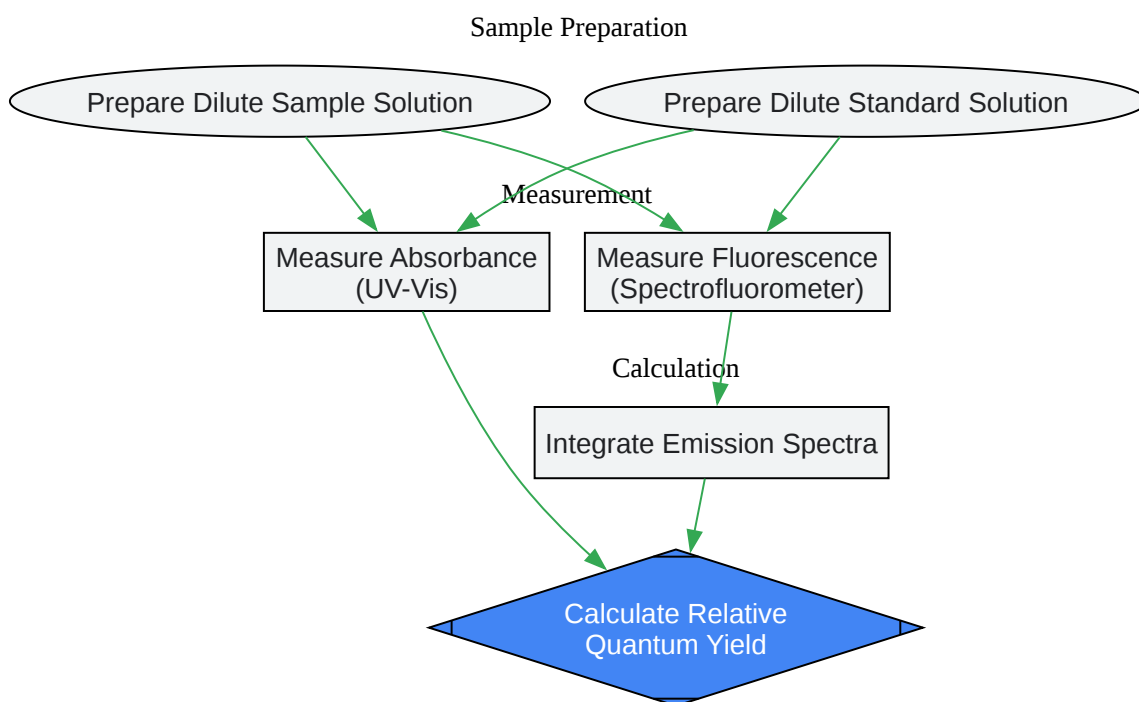 Sample Preparation
Prepare Dilute Sample Solution
Prepare Dilute Standard Solution
Measurement
Measure Absorbance
(UV-Vis)
Measure Fluorescence
(Spectrofluorometer)
Calculation
Integrate Emission Spectra
Calculate Relative
Quantum Yield